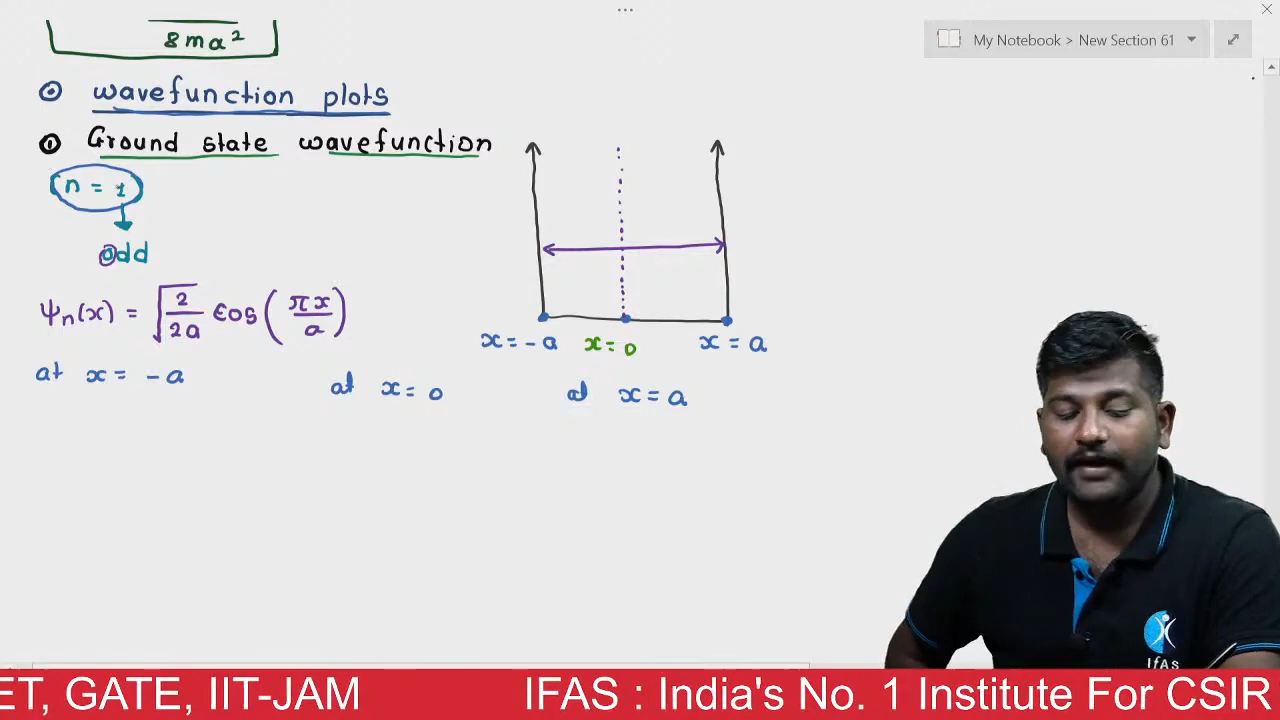 8ma²
My Notebook > New Section 61
wavefunction plots
① Ground state wavefunction
n = 1
odd
ψₙ(x) = √(2/2a) Cos(πx/a)
x = -a x = 0 x = a
at x = -a at x = 0 at x = a
IFAS
ET, GATE, IIT-JAM IFAS : India's No. 1 Institute For CSIR